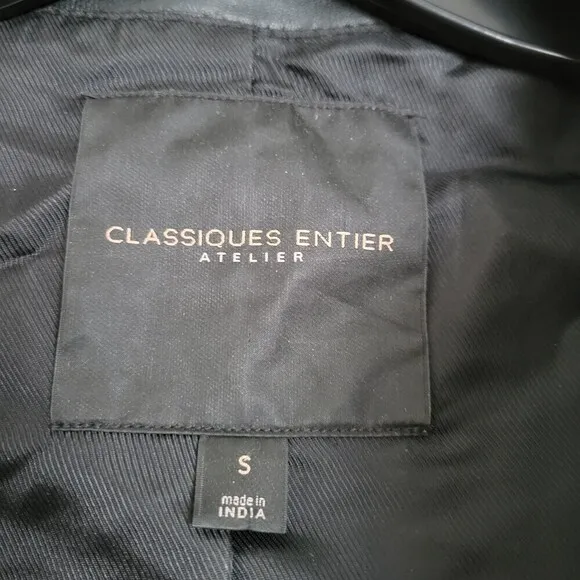 CLASSIQUES ENTIER
ATELIER
S
made in
INDIA